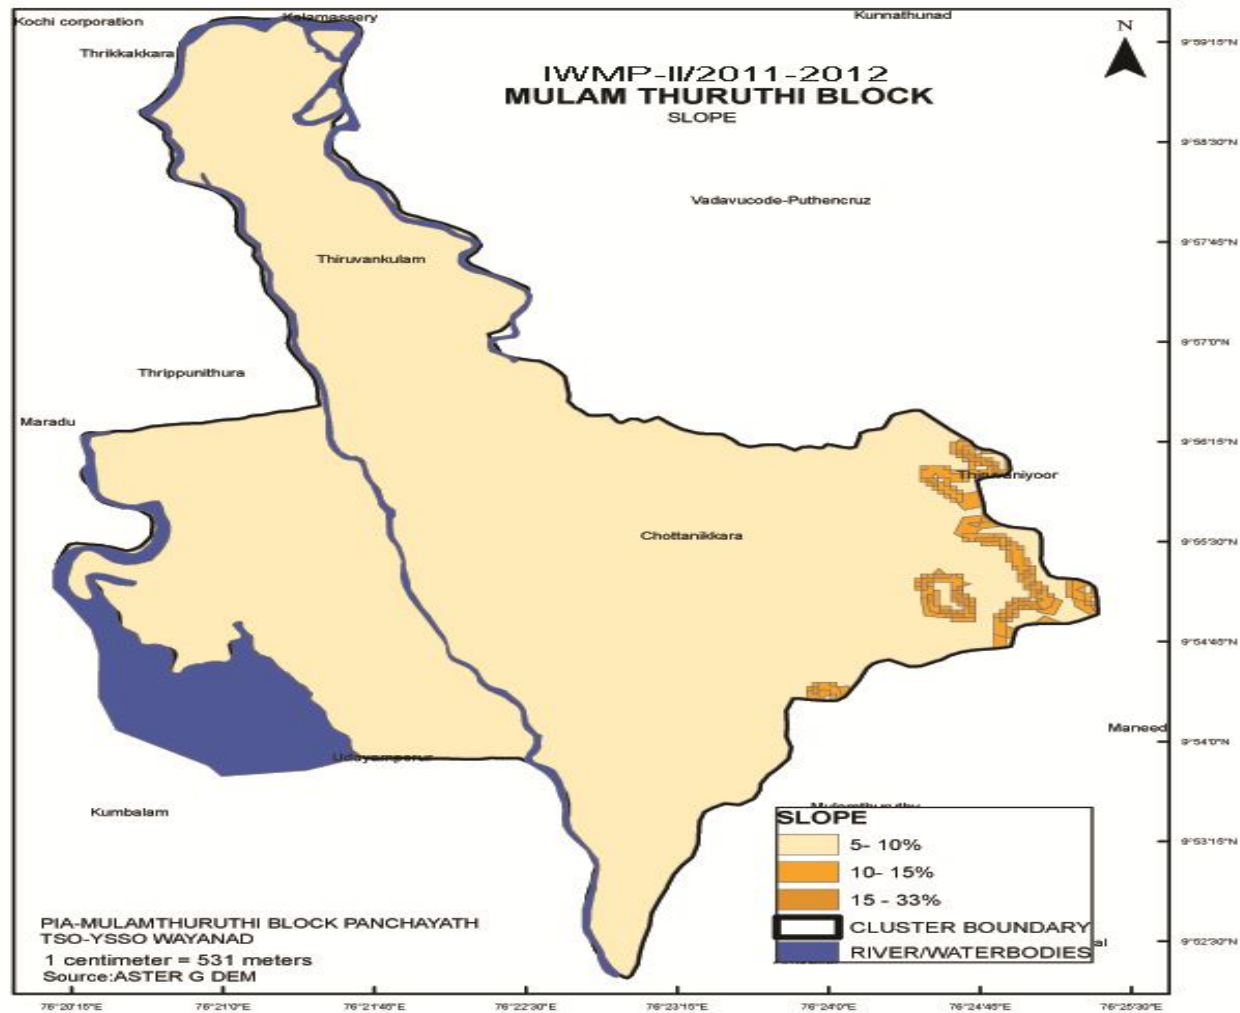 Kochi corporation
Kalamassery
Kunnathunad
N
Thrikkakkara
9°59'15"N
IWMP-II/2011-2012
MULAM THURUTHI BLOCK
SLOPE
9°58'30"N
Vadavucode-Puthencruz
9°57'45"N
Thiruvankulam
9°57'0"N
Thrippunithura
Maradu
9°56'15"N
Thiruvaniyoor
Chottanikkara
9°55'30"N
9°54'45"N
Maneed
9°54'0"N
Udayamperur
Kumbalam
Mulamthuruthy
SLOPE
5- 10%
10- 15%
15 - 33%
CLUSTER BOUNDARY
RIVER/WATERBODIES
al
9°53'15"N
9°52'30"N
PIA-MULAMTHURUTHI BLOCK PANCHAYATH
TSO-YSSO WAYANAD
1 centimeter = 531 meters
Source:ASTER G DEM
76°20'15"E
76°21'0"E
76°21'45"E
76°22'30"E
76°23'15"E
76°24'0"E
76°24'45"E
76°25'30"E